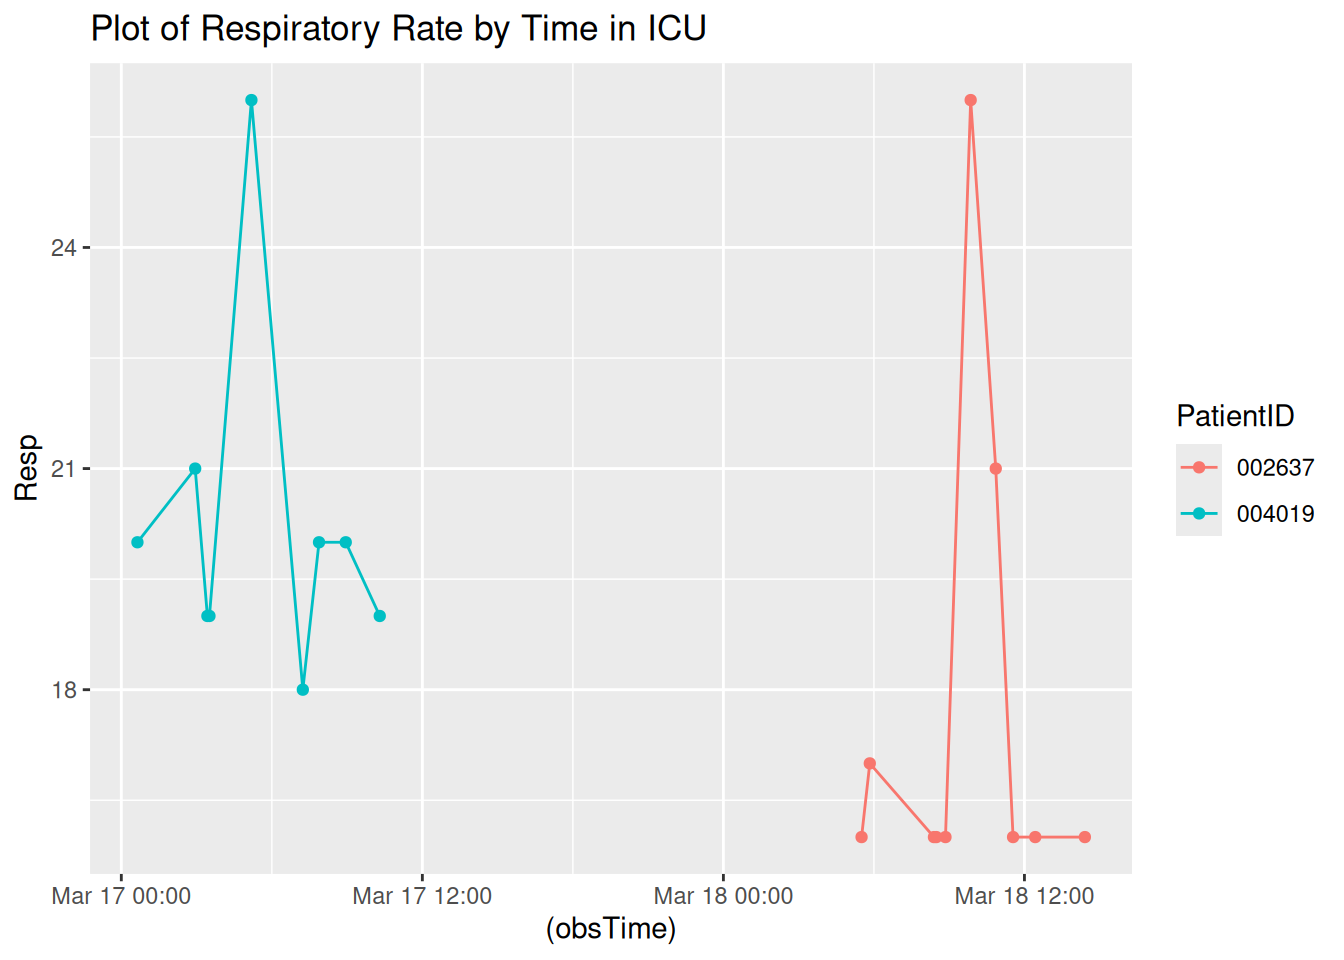 Plot of Respiratory Rate by Time in ICU
Resp
24
21
18
Mar 17 00:00
Mar 17 12:00
Mar 18 00:00
Mar 18 12:00
(obsTime)
PatientID
002637
004019